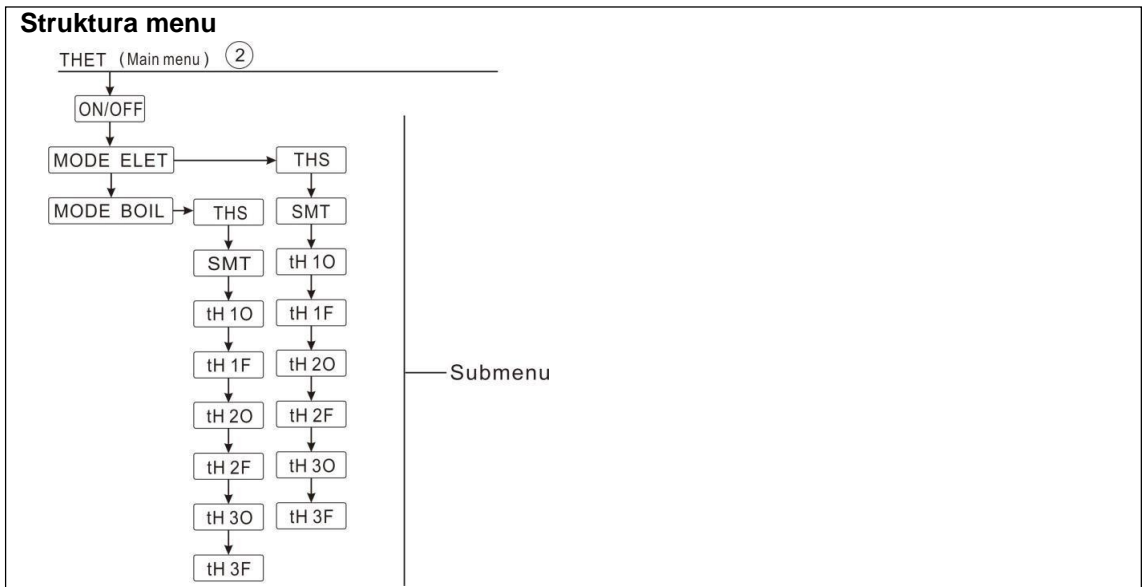 Struktura menu
THET (Main menu) ②
ON/OFF
MODE ELET THS
MODE BOIL THS SMT
SMT tH 1O
tH 1O tH 1F
tH 1F tH 2O
Submenu
tH 2O tH 2F
tH 2F tH 3O
tH 3O tH 3F
tH 3F